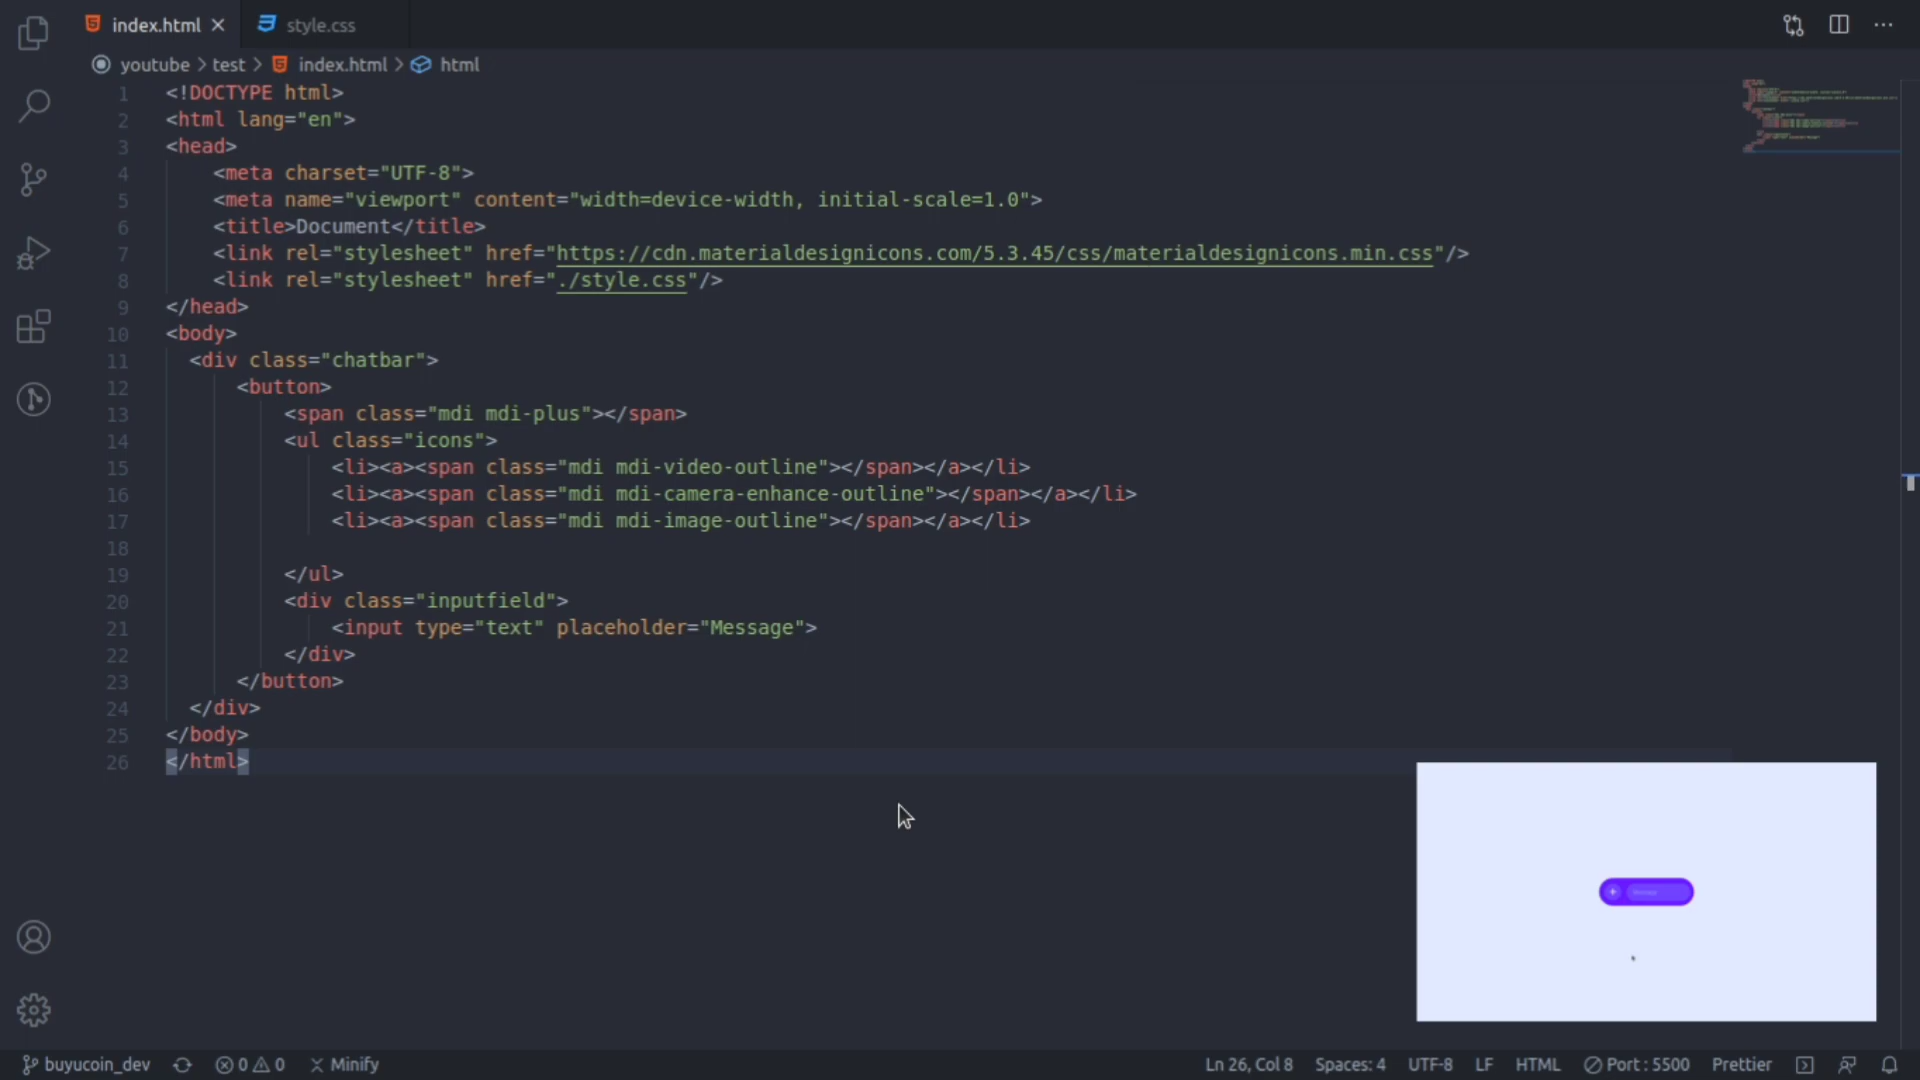 index.html
style.css
youtube > test > index.html > html
1 <!DOCTYPE html>
2 <html lang="en">
3 <head>
4 <meta charset="UTF-8">
5 <meta name="viewport" content="width=device-width, initial-scale=1.0">
6 <title>Document</title>
7 <link rel="stylesheet" href="https://cdn.materialdesignicons.com/5.3.45/css/materialdesignicons.min.css"/>
8 <link rel="stylesheet" href="./style.css"/>
9 </head>
10 <body>
11 <div class="chatbar">
12 <button>
13 <span class="mdi mdi-plus"></span>
14 <ul class="icons">
15 <li><a><span class="mdi mdi-video-outline"></span></a></li>
16 <li><a><span class="mdi mdi-camera-enhance-outline"></span></a></li>
17 <li><a><span class="mdi mdi-image-outline"></span></a></li>
18
19 </ul>
20 <div class="inputfield">
21 <input type="text" placeholder="Message">
22 </div>
23 </button>
24 </div>
25 </body>
26 </html>
buyucoin_dev 0 0 Minify Ln 26, Col 8 Spaces: 4 UTF-8 LF HTML Port : 5500 Prettier